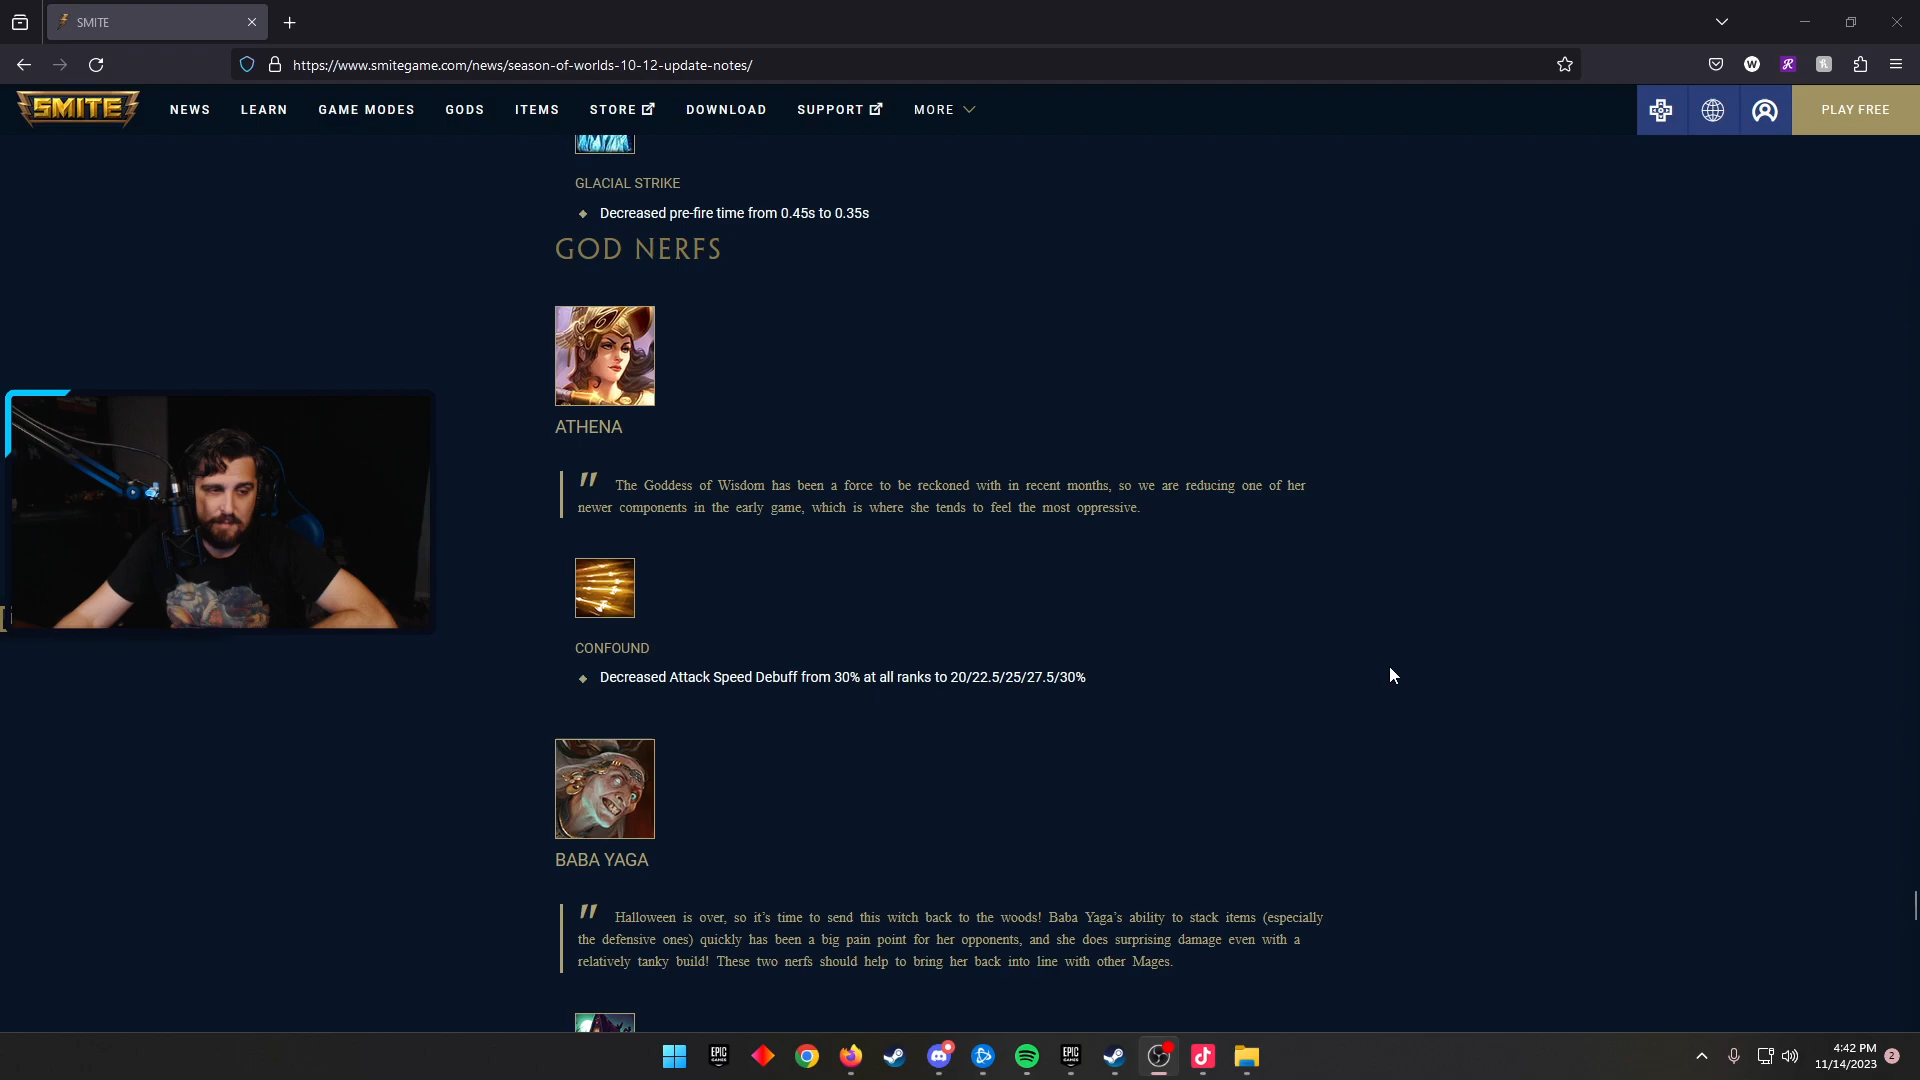 SMITE
https://www.smitegame.com/news/season-of-worlds-10-12-update-notes/
SMITE
NEWS LEARN GAME MODES GODS ITEMS STORE DOWNLOAD SUPPORT MORE
PLAY FREE
GLACIAL STRIKE
Decreased pre-fire time from 0.45s to 0.35s
GOD NERFS
ATHENA
" The Goddess of Wisdom has been a force to be reckoned with in recent months, so we are reducing one of her
newer components in the early game, which is where she tends to feel the most oppressive.
CONFOUND
Decreased Attack Speed Debuff from 30% at all ranks to 20/22.5/25/27.5/30%
BABA YAGA
" Halloween is over, so it's time to send this witch back to the woods! Baba Yaga's ability to stack items (especially
the defensive ones) quickly has been a big pain point for her opponents, and she does surprising damage even with a
relatively tanky build! These two nerfs should help to bring her back into line with other Mages.
EPIC
GAMES
EPIC
GAMES
4:42 PM
11/14/2023
2